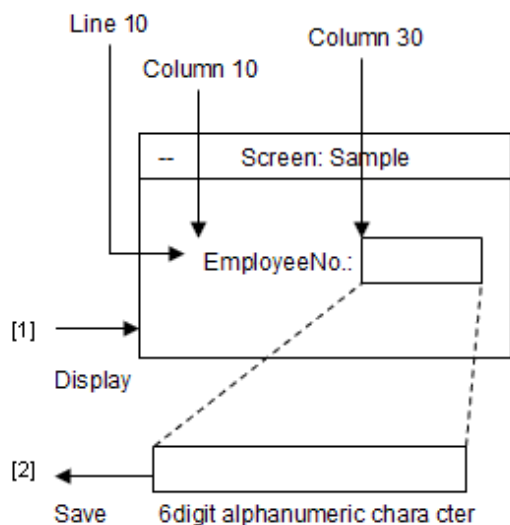 Line 10
Column 30
Column 10
-- Screen: Sample
EmployeeNo.:
[1]
Display
[2]
Save 6digit alphanumeric chara cter